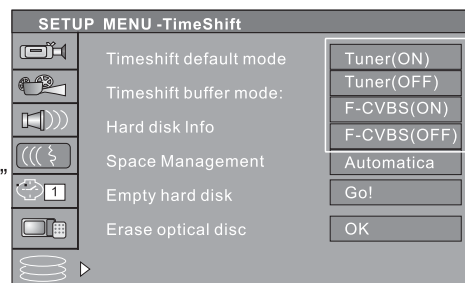 SETUP MENU -TimeShift
Timeshift default mode
Tuner(ON)
Tuner(OFF)
Timeshift buffer mode:
F-CVBS(ON)
Hard disk Info
F-CVBS(OFF)
Space Management
Automatica
”
1
Empty hard disk
Go!
Erase optical disc
OK